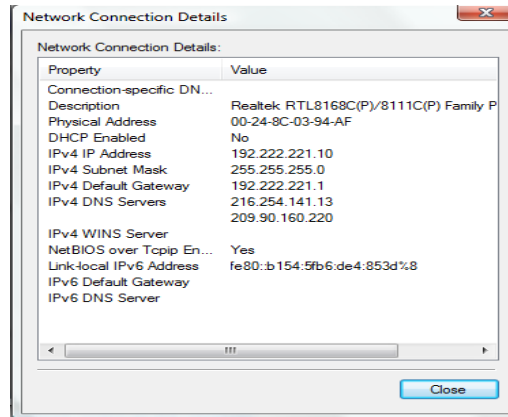 Network Connection Details
Network Connection Details:
Property Value
Connection-specific DN...
Description Realtek RTL8168C(P)/8111C(P) Family P
Physical Address 00-24-8C-03-94-AF
DHCP Enabled No
IPv4 IP Address 192.222.221.10
IPv4 Subnet Mask 255.255.255.0
IPv4 Default Gateway 192.222.221.1
IPv4 DNS Servers 216.254.141.13
209.90.160.220
IPv4 WINS Server
NetBIOS over Tcpip En... Yes
Link-local IPv6 Address fe80::b154:5fb6:de4:853d%8
IPv6 Default Gateway
IPv6 DNS Server
Close